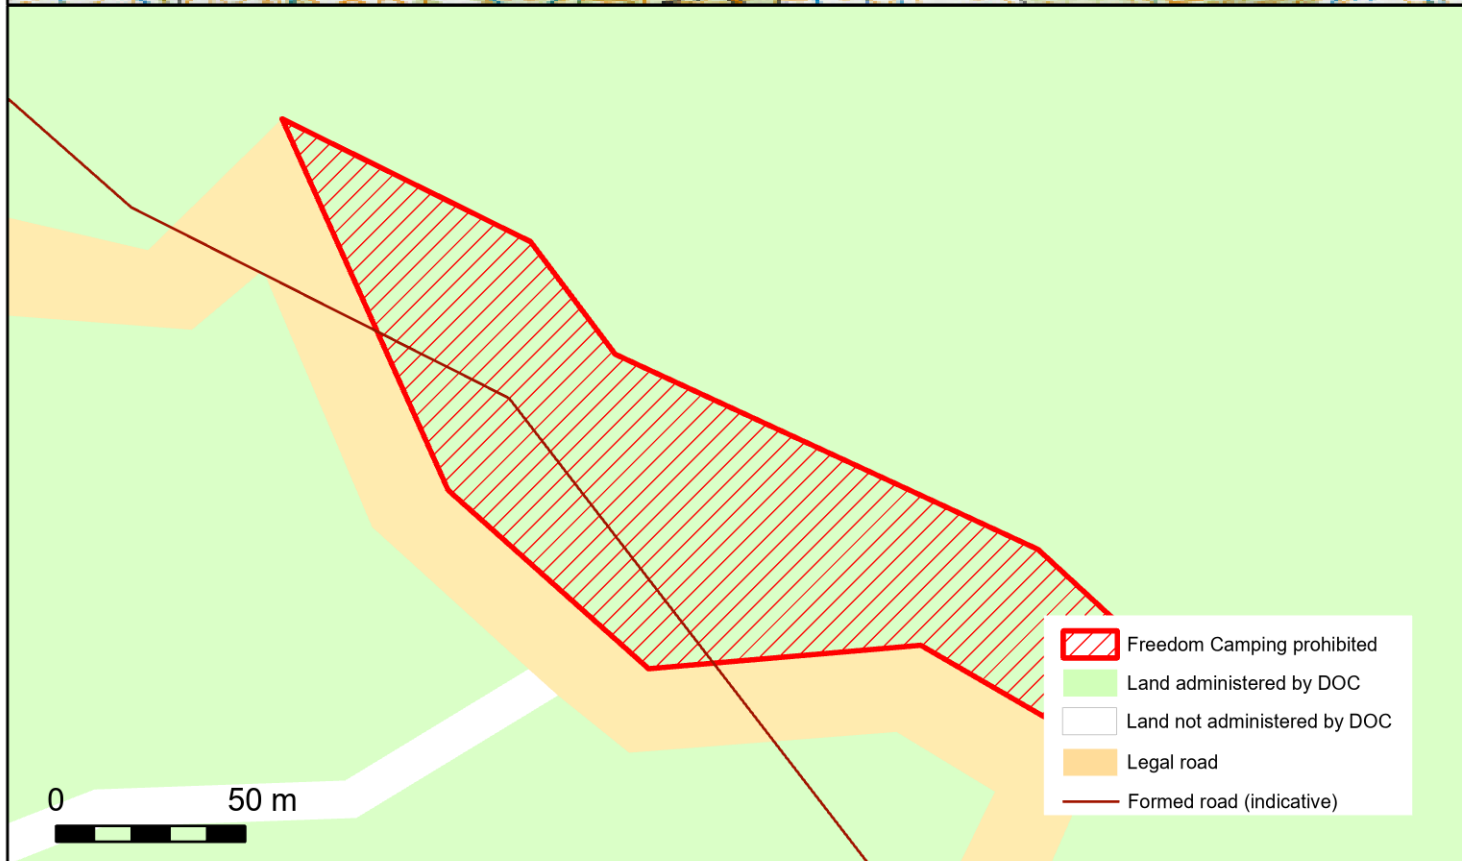 Freedom Camping prohibited
Land administered by DOC
Land not administered by DOC
Legal road
Formed road (indicative)
0 50 m